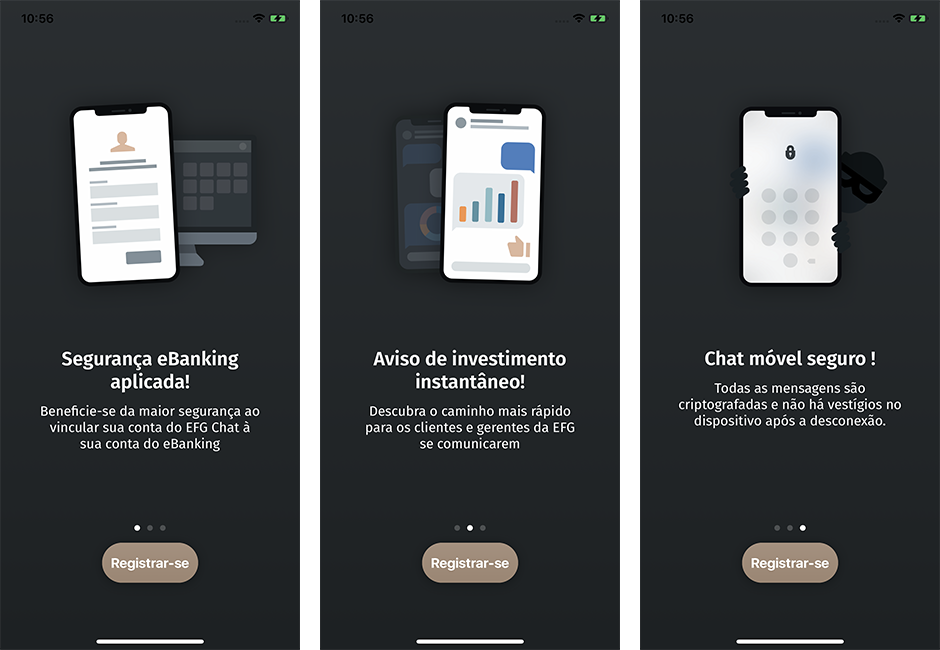 10:56
Segurança eBanking
aplicada!
Beneficie-se da maior segurança ao
vincular sua conta do EFG Chat à
sua conta do eBanking
Registrar-se
10:56
Aviso de investimento
instantâneo!
Descubra o caminho mais rápido
para os clientes e gerentes da EFG
se comunicarem
Registrar-se
10:56
Chat móvel seguro !
Todas as mensagens são
criptografadas e não há vestígios no
dispositivo após a desconexão.
Registrar-se